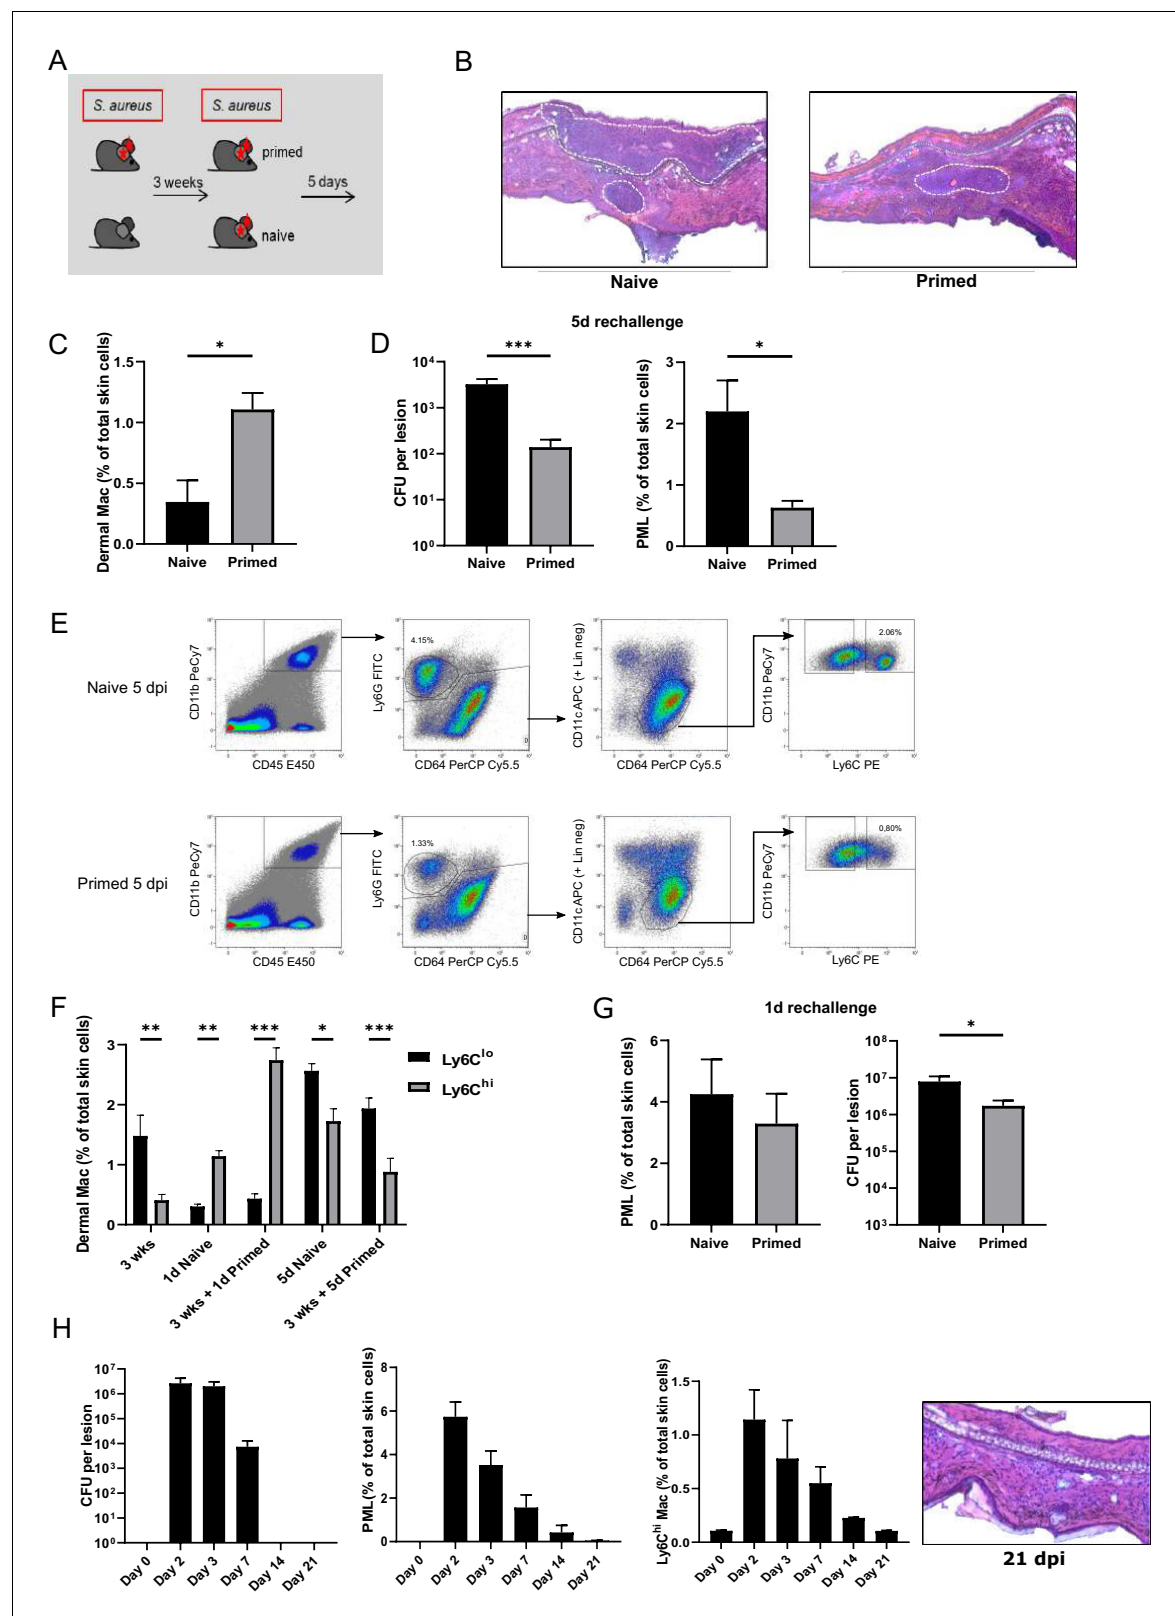 A
S. aureus
S. aureus
primed
3 weeks
5 days
naive
B
Naive
Primed
5d rechallenge
C
Dermal Mac (% of total skin cells)
*
1.5
1.0
0.5
0.0
Naive
Primed
D
CFU per lesion
***
10⁴
10³
10²
10¹
10⁰
Naive
Primed
PML (% of total skin cells)
*
3
2
1
0
Naive
Primed
E
Naive 5 dpi
CD11b PeCy7
CD45 E450
4.15%
Ly6G FITC
CD64 PerCP Cy5.5
CD11cAPC (+ Lin neg)
CD64 PerCP Cy5.5
2.06%
CD11b PeCy7
Ly6C PE
Primed 5 dpi
CD11b PeCy7
CD45 E450
1.33%
Ly6G FITC
CD64 PerCP Cy5.5
CD11cAPC (+ Lin neg)
CD64 PerCP Cy5.5
0,80%
CD11b PeCy7
Ly6C PE
F
Dermal Mac (% of total skin cells)
**
**
***
*
***
3
2
1
0
3 wks
1d Naive
3 wks + 1d Primed
5d Naive
3 wks + 5d Primed
Ly6C^lo
Ly6C^hi
G
1d rechallenge
PML (% of total skin cells)
6
4
2
0
Naive
Primed
CFU per lesion
*
10⁸
10⁷
10⁶
10⁵
10⁴
10³
Naive
Primed
H
CFU per lesion
10⁷
10⁶
10⁵
10⁴
10³
10²
10¹
10⁰
Day 0
Day 2
Day 3
Day 7
Day 14
Day 21
PML(% of total skin cells)
8
6
4
2
0
Day 0
Day 2
Day 3
Day 7
Day 14
Day 21
Ly6C^hi Mac (% of total skin cells)
1.5
1.0
0.5
0.0
Day 0
Day 2
Day 3
Day 7
Day 14
Day 21
21 dpi